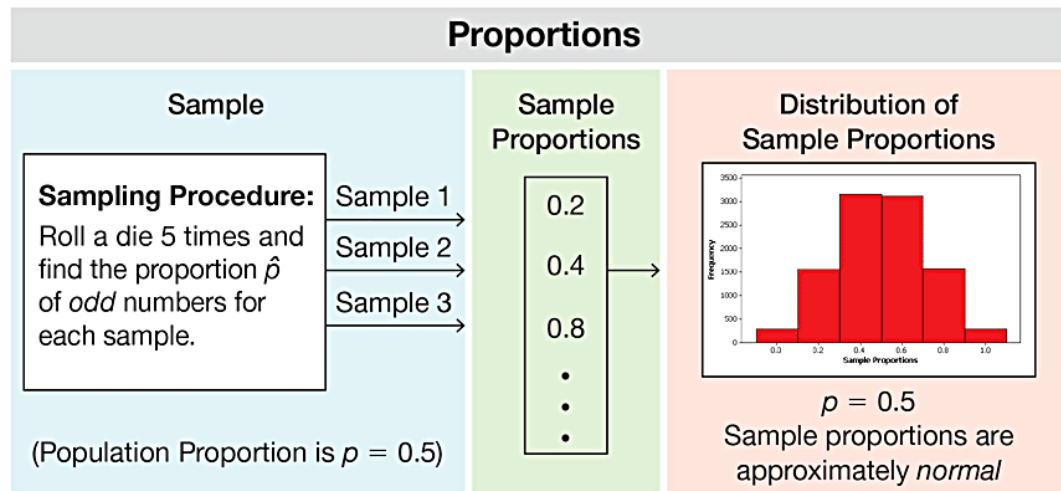 Proportions
Sample
Sampling Procedure:
Roll a die 5 times and
find the proportion p̂
of odd numbers for
each sample.
Sample 1
Sample 2
Sample 3
(Population Proportion is p = 0.5)
Sample
Proportions
0.2
0.4
0.8
Distribution of
Sample Proportions
Frequency
3500
3000
2500
2000
1500
1000
500
0
0.0 0.2 0.4 0.6 0.8 1.0
Sample Proportions
p = 0.5
Sample proportions are
approximately normal